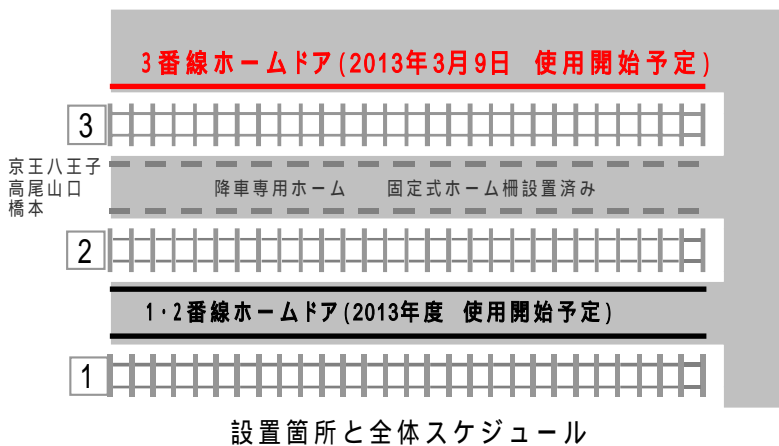 3番線ホームドア(2013年3月9日 使用開始予定)
3
京王八王子
高尾山口
橋本
降車専用ホーム 固定式ホーム柵設置済み
2
1・2番線ホームドア(2013年度 使用開始予定)
1
設置箇所と全体スケジュール